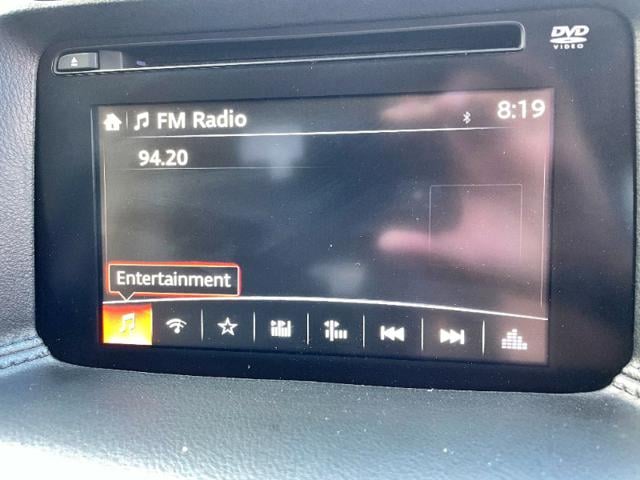 DVD
VIDEO
FM Radio
8:19
94.20
Entertainment